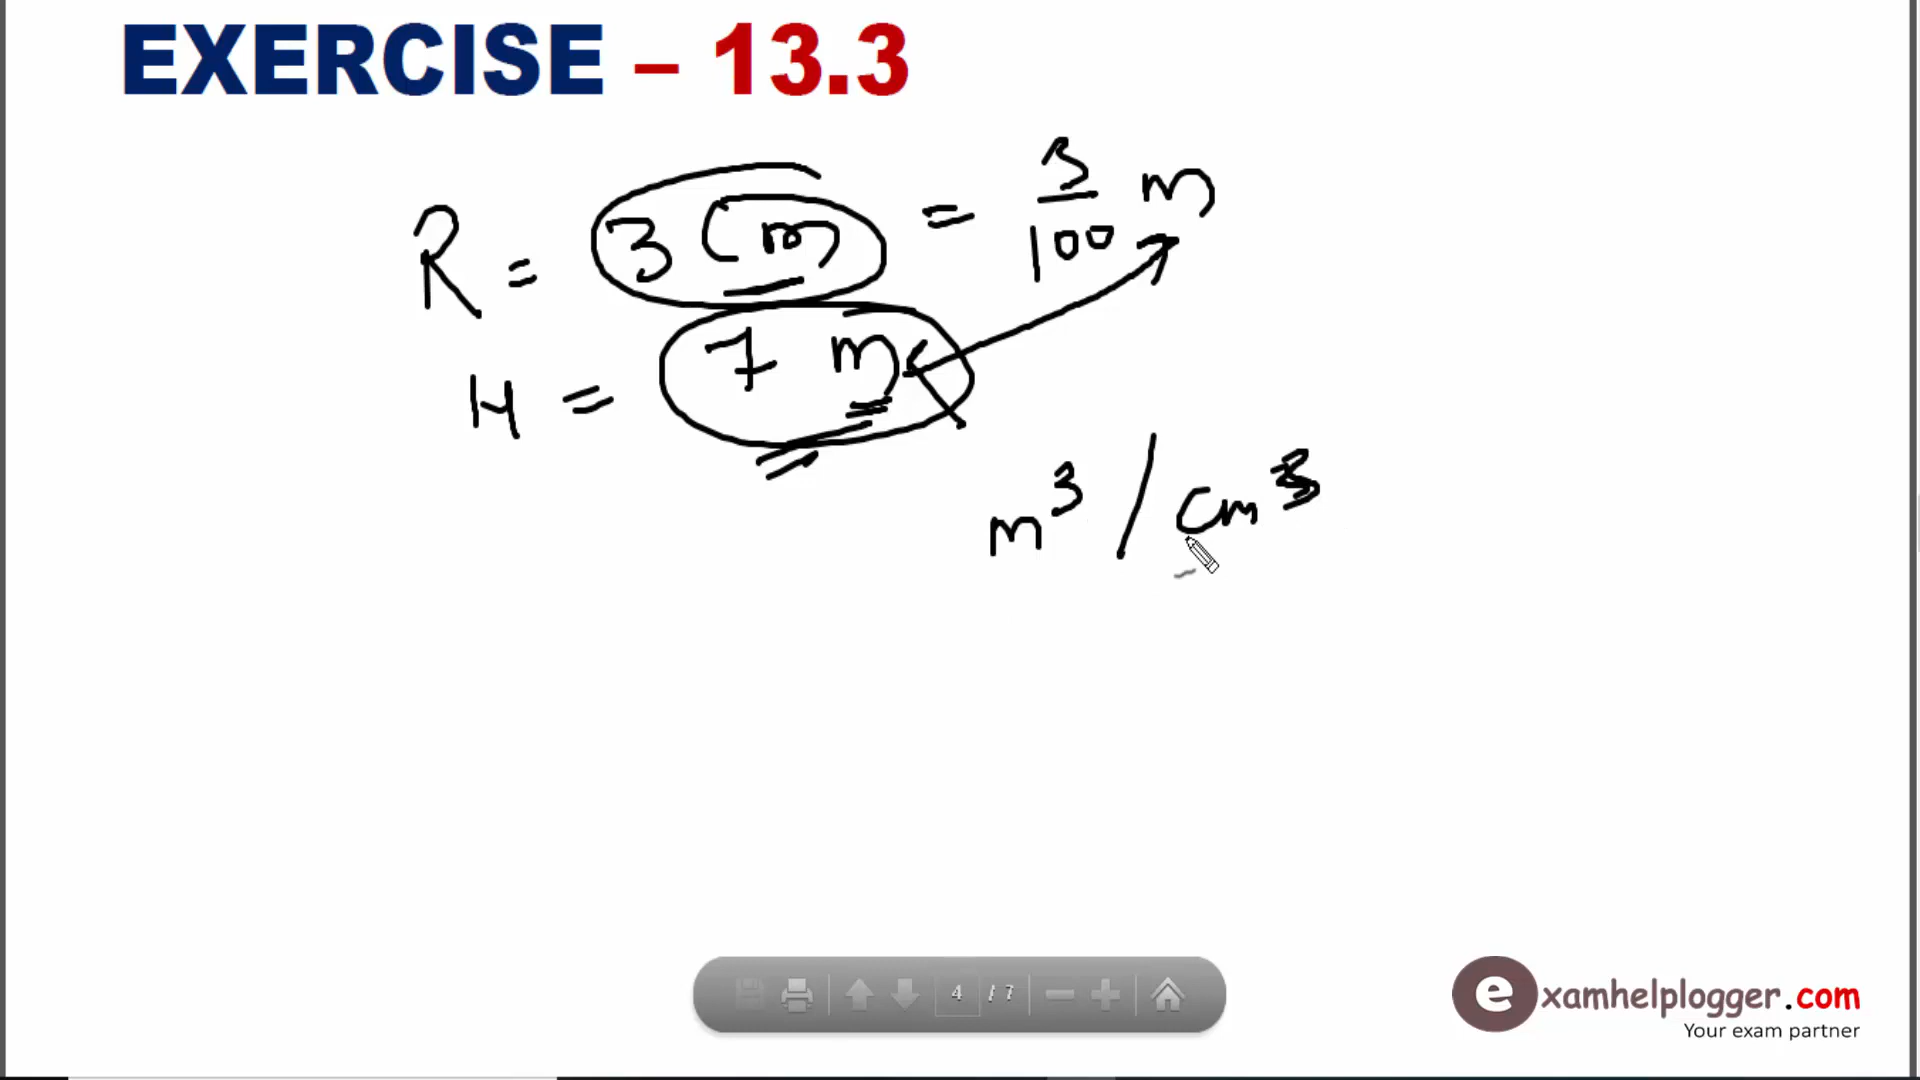 EXERCISE – 13.3
R = 3 cm = 3/100 m
H = 7 m
m³ / cm³
4 / 7
examhelplogger.com
Your exam partner